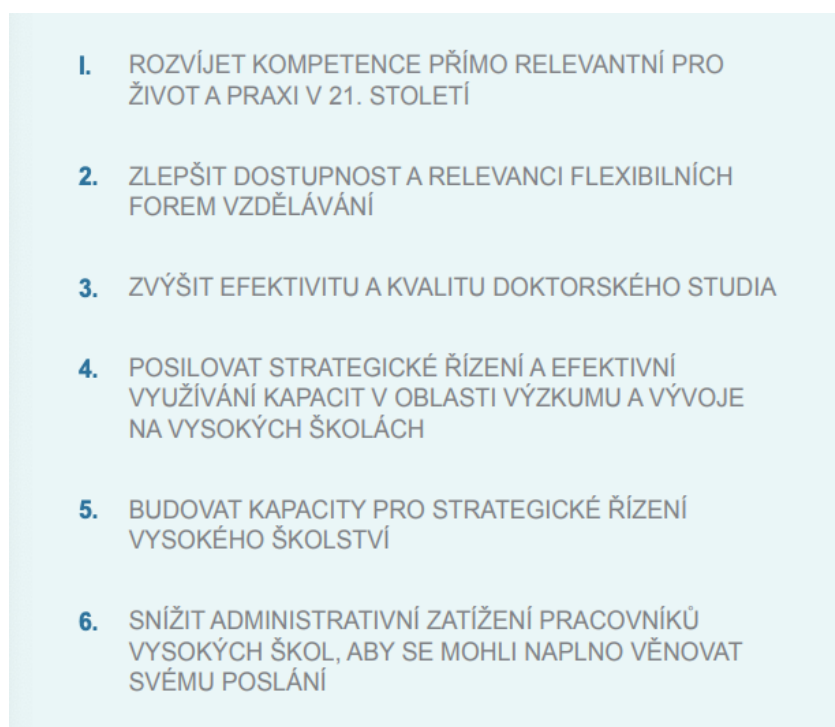 I. ROZVÍJET KOMPETENCE PŘÍMO RELEVANTNÍ PRO
ŽIVOT A PRAXI V 21. STOLETÍ
2. ZLEPŠIT DOSTUPNOST A RELEVANCI FLEXIBILNÍCH
FOREM VZDĚLÁVÁNÍ
3. ZVÝŠIT EFEKTIVITU A KVALITU DOKTORSKÉHO STUDIA
4. POSILOVAT STRATEGICKÉ ŘÍZENÍ A EFEKTIVNÍ
VYUŽÍVÁNÍ KAPACIT V OBLASTI VÝZKUMU A VÝVOJE
NA VYSOKÝCH ŠKOLÁCH
5. BUDOVAT KAPACITY PRO STRATEGICKÉ ŘÍZENÍ
VYSOKÉHO ŠKOLSTVÍ
6. SNÍŽIT ADMINISTRATIVNÍ ZATÍŽENÍ PRACOVNÍKŮ
VYSOKÝCH ŠKOL, ABY SE MOHLI NAPLNO VĚNOVAT
SVÉMU POSLÁNÍ